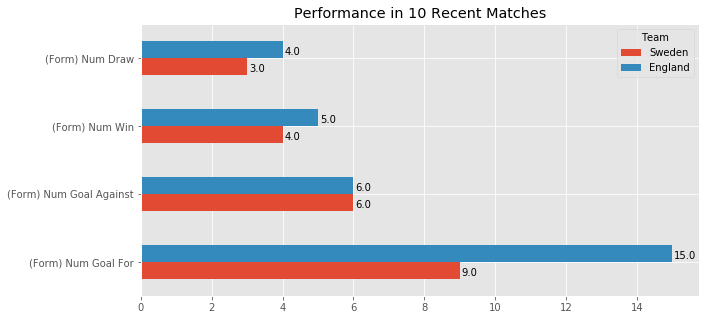 Performance in 10 Recent Matches
Team
Sweden
England
(Form) Num Draw
4.0
3.0
(Form) Num Win
5.0
4.0
(Form) Num Goal Against
6.0
6.0
(Form) Num Goal For
15.0
9.0
0 2 4 6 8 10 12 14